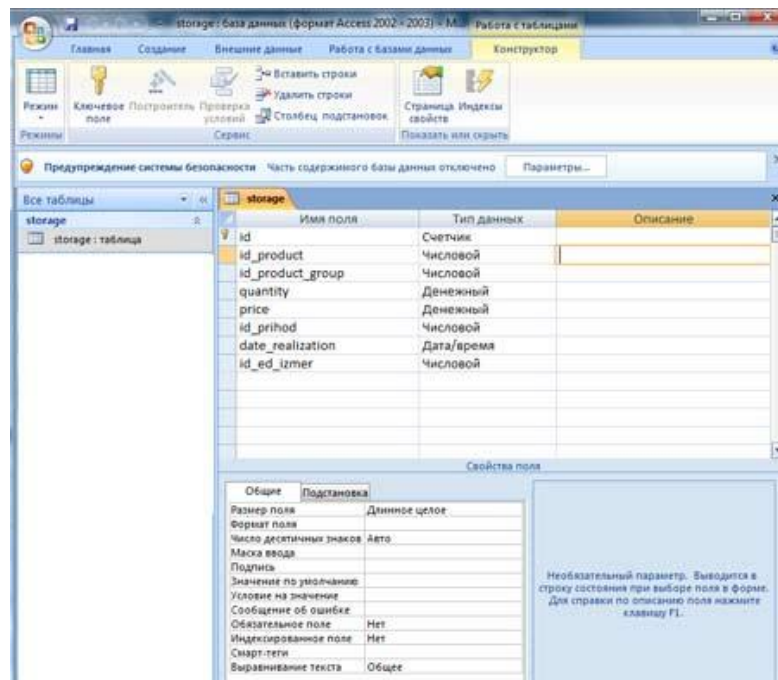 storage : база данных (формат Access 2002 - 2003) - M... Работа с таблицами
Главная Создание Внешние данные Работа с базами данных Конструктор
Режим
Ключевое поле
Построитель
Проверка условий
Вставить строки
Удалить строки
Столбец подстановок
Страница свойств
Индексы
Режимы Сервис Показать или скрыть
Предупреждение системы безопасности Часть содержимого базы данных отключено Параметры...
Все таблицы
storage
storage : таблица
storage
Имя поля Тип данных Описание
id Счетчик
id_product Числовой
id_product_group Числовой
quantity Денежный
price Денежный
id_prihod Числовой
date_realization Дата/время
id_ed_izmer Числовой
Свойства поля
Общие Подстановка
Размер поля Длинное целое
Формат поля
Число десятичных знаков Авто
Маска ввода
Подпись
Значение по умолчанию
Условие на значение
Сообщение об ошибке
Обязательное поле Нет
Индексированное поле Нет
Смарт-теги
Выравнивание текста Общее
Необязательный параметр. Выводится в
строку состояния при выборе поля в форме.
Для справки по описанию поля нажмите
клавишу F1.